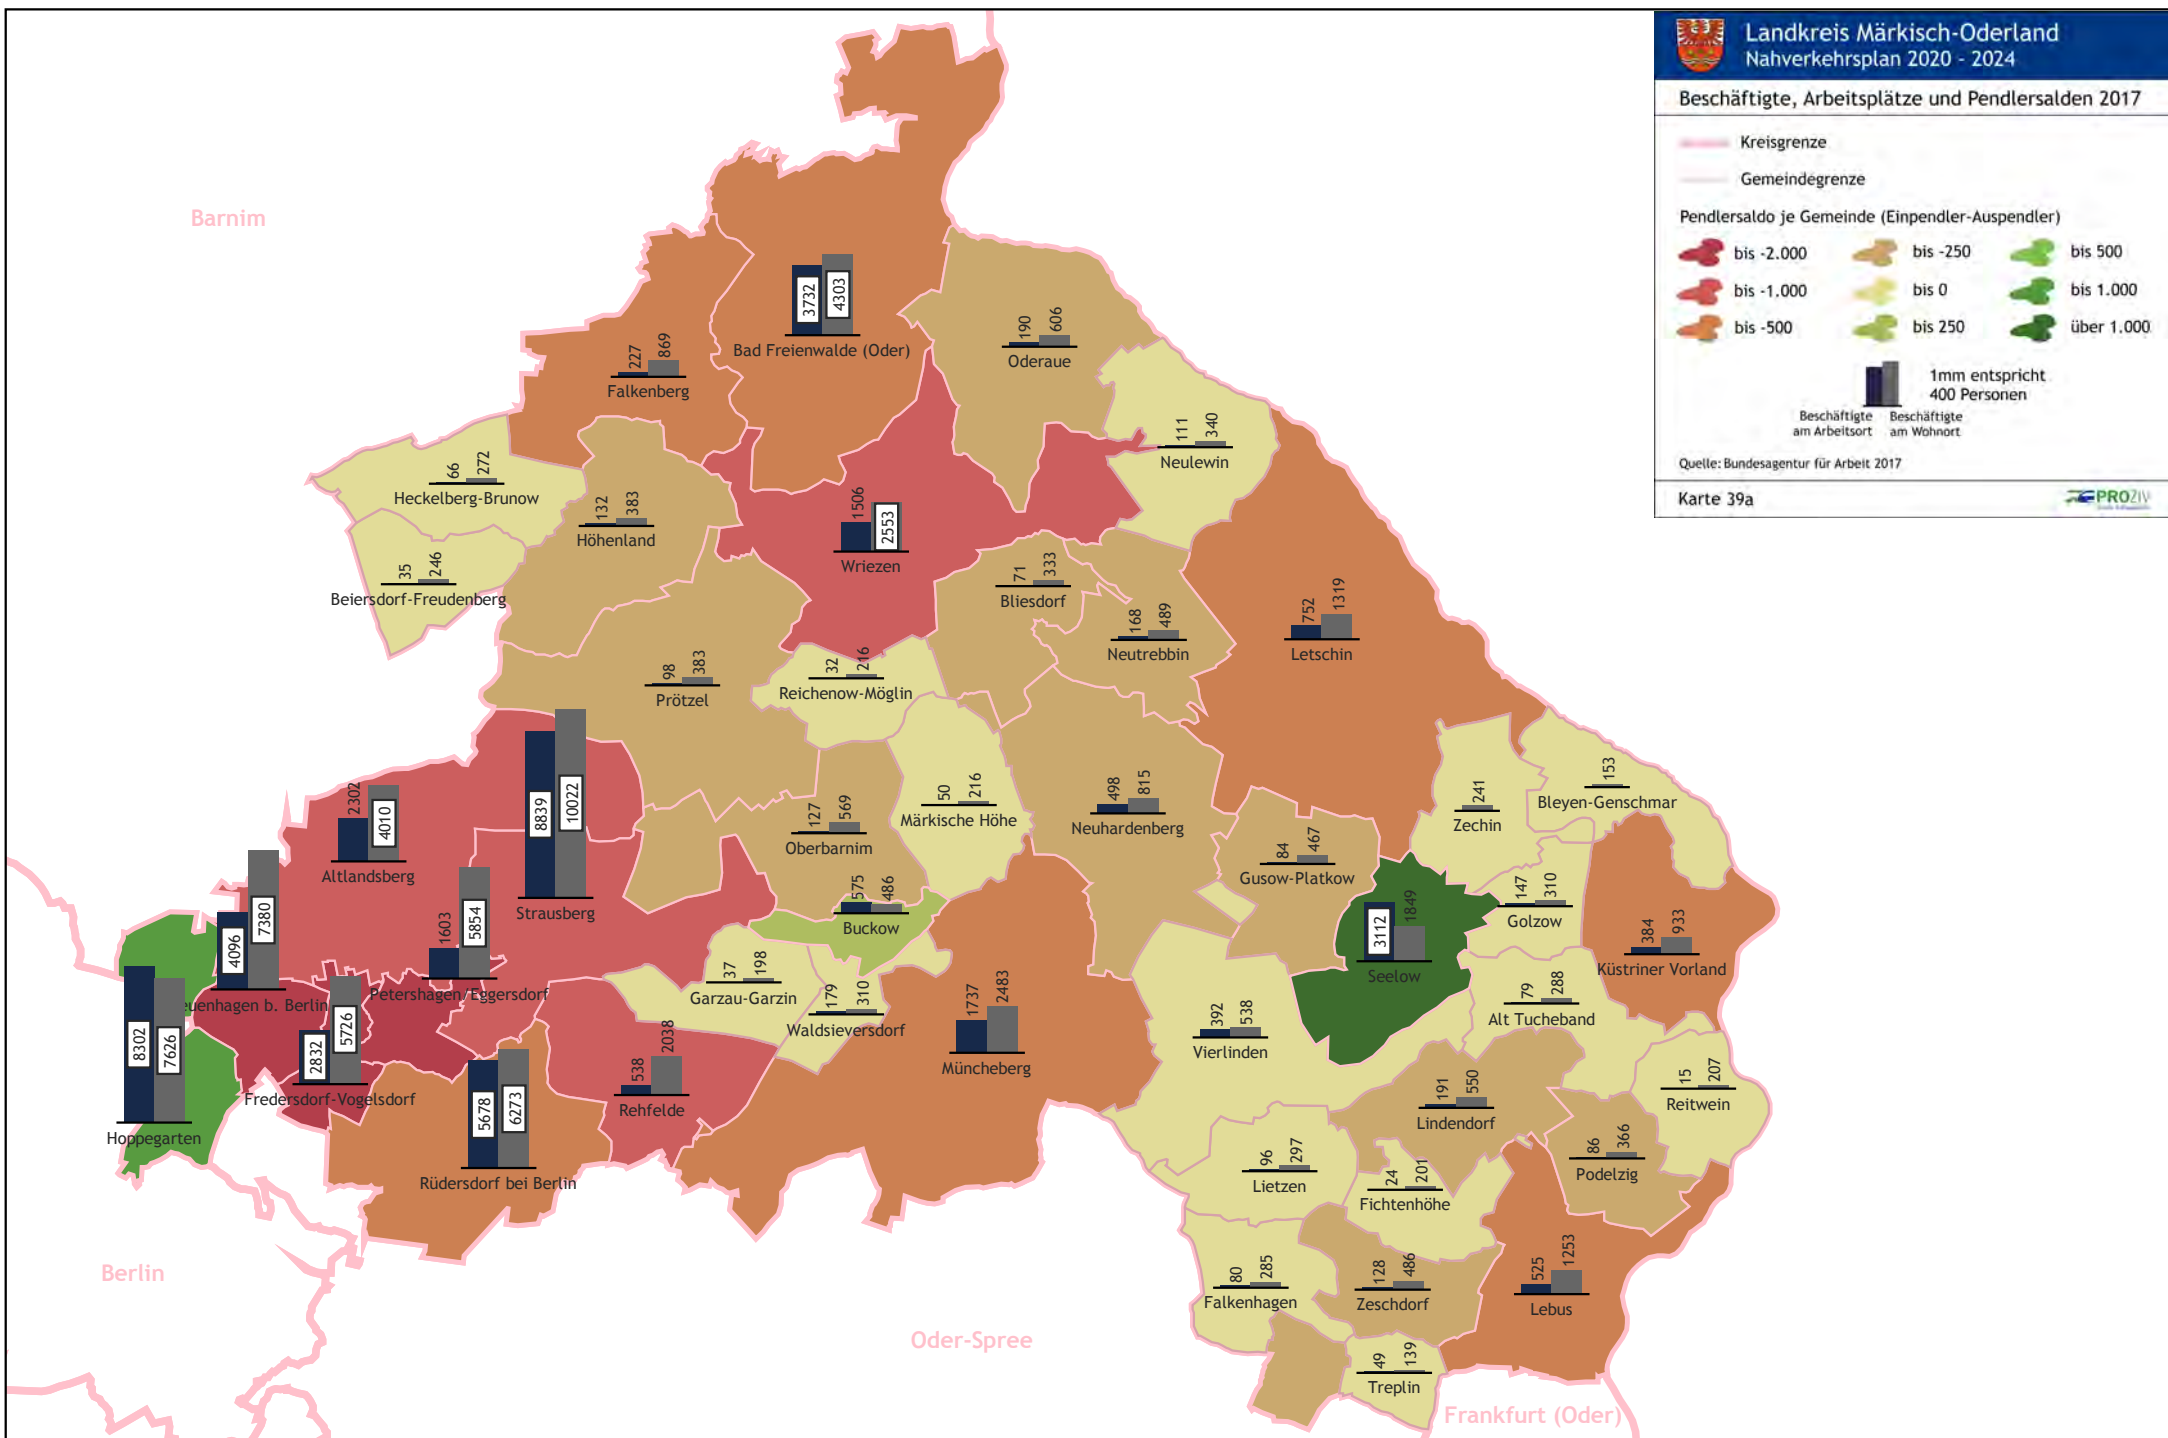 Landkreis Märkisch-Oderland
Nahverkehrsplan 2020 - 2024
Beschäftigte, Arbeitsplätze und Pendlersalden 2017
Kreisgrenze
Gemeindegrenze
Pendlersaldo je Gemeinde (Einpendler-Auspendler)
bis -2.000
bis -250
bis 500
bis -1.000
bis 0
bis 1.000
bis -500
bis 250
über 1.000
1mm entspricht
400 Personen
Beschäftigte am Arbeitsort
Beschäftigte am Wohnort
Quelle: Bundesagentur für Arbeit 2017
Karte 39a
PROZIV
Barnim
3732
4303
Bad Freienwalde (Oder)
190
606
Oderaue
227
869
Falkenberg
111
340
Neulewin
66
272
Heckelberg-Brunow
132
383
Höhenland
1506
2553
Wriezen
35
246
Beiersdorf-Freudenberg
71
333
Bliesdorf
168
489
Neutrebbin
752
1319
Letschin
98
383
Prötzel
32
216
Reichenow-Möglin
8839
10022
Strausberg
2302
4010
Altlandsberg
127
569
Oberbarnim
50
216
Märkische Höhe
498
815
Neuhardenberg
241
Zechin
153
Bleyen-Genschmar
84
467
Gusow-Platkow
575
486
Buckow
3112
1849
Seelow
147
310
Golzow
384
933
Küstriner Vorland
4096
7380
euenhagen b. Berlin
1603
5854
Petershagen/Eggersdorf
37
198
Garzau-Garzin
179
310
Waldsieversdorf
1737
2483
Müncheberg
392
538
Vierlinden
79
288
Alt Tucheband
8302
7626
Hoppegarten
2832
5726
Fredersdorf-Vogelsdorf
5678
6273
Rüdersdorf bei Berlin
538
2038
Rehfelde
191
550
Lindendorf
15
207
Reitwein
96
297
Lietzen
24
201
Fichtenhöhe
86
366
Podelzig
80
285
Falkenhagen
128
486
Zeschdorf
525
1253
Lebus
49
139
Treplin
Berlin
Oder-Spree
Frankfurt (Oder)